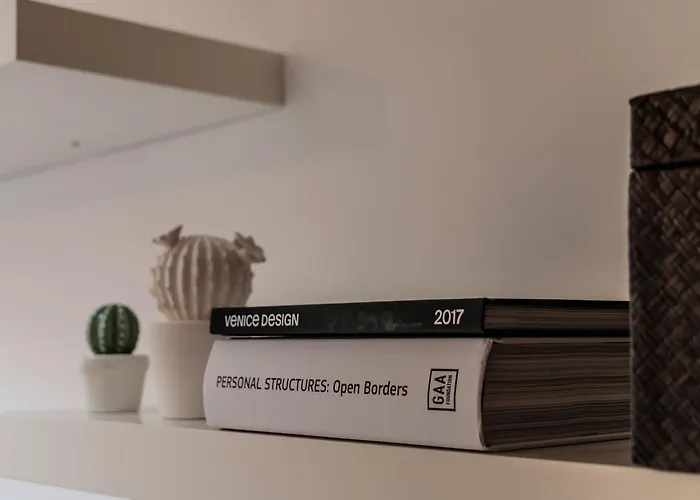 Venice Design 2017
PERSONAL STRUCTURES: Open Borders
GAA
FOUNDATION